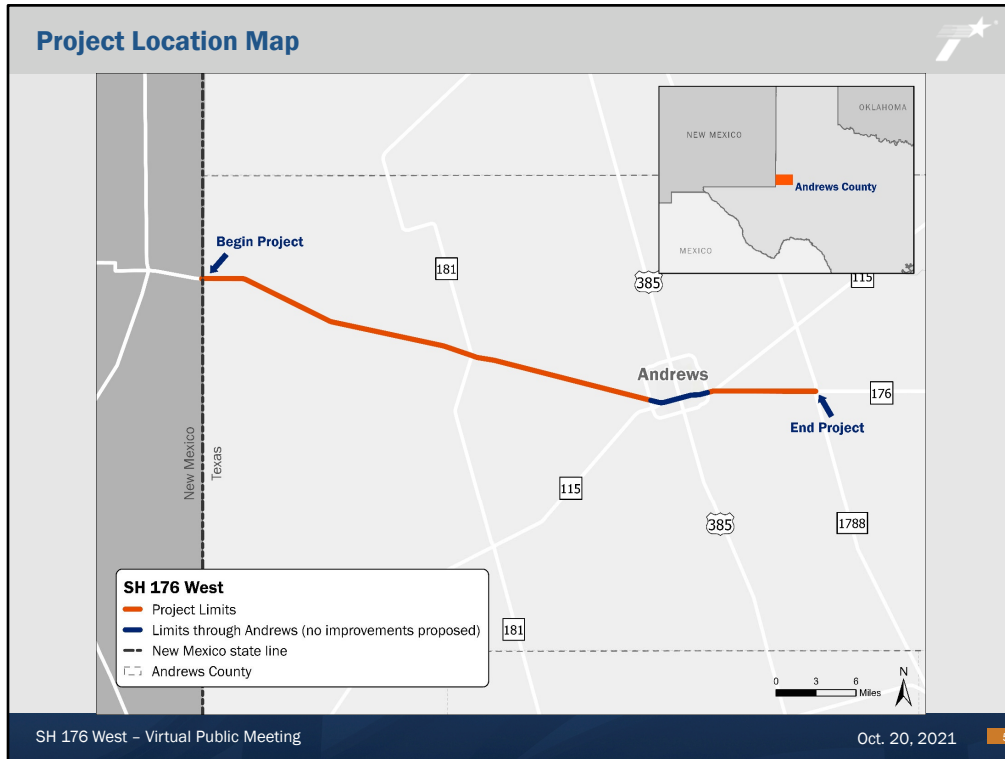 Project Location Map
OKLAHOMA
NEW MEXICO
Andrews County
MEXICO
Begin Project
181
385
115
Andrews
176
End Project
New Mexico
Texas
115
385
1788
SH 176 West
Project Limits
Limits through Andrews (no improvements proposed)
New Mexico state line
Andrews County
181
0 3 6
Miles
N
SH 176 West – Virtual Public Meeting
Oct. 20, 2021